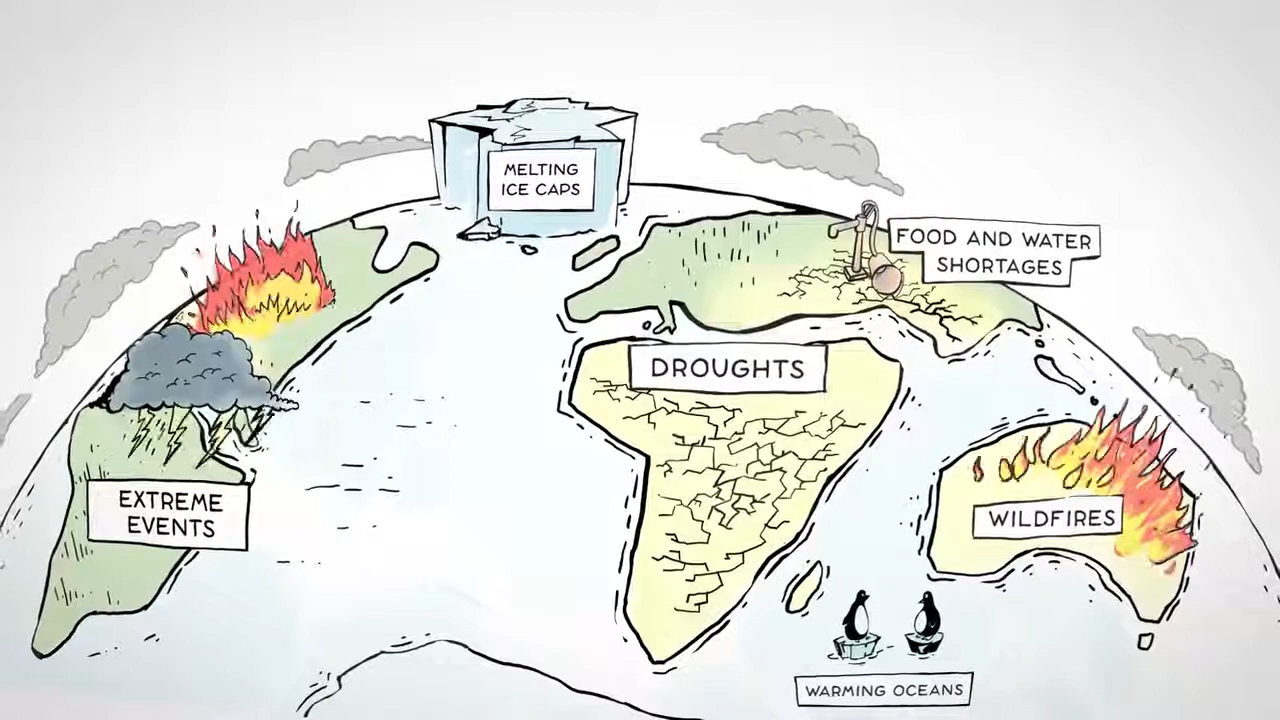 MELTING
ICE CAPS
FOOD AND WATER
SHORTAGES
DROUGHTS
EXTREME
EVENTS
WILDFIRES
WARMING OCEANS